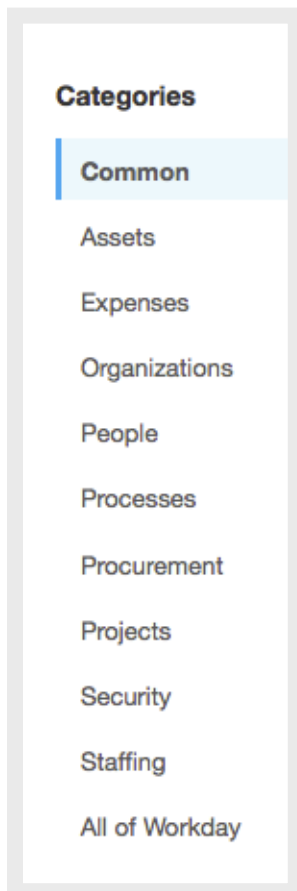 Categories
Common
Assets
Expenses
Organizations
People
Processes
Procurement
Projects
Security
Staffing
All of Workday